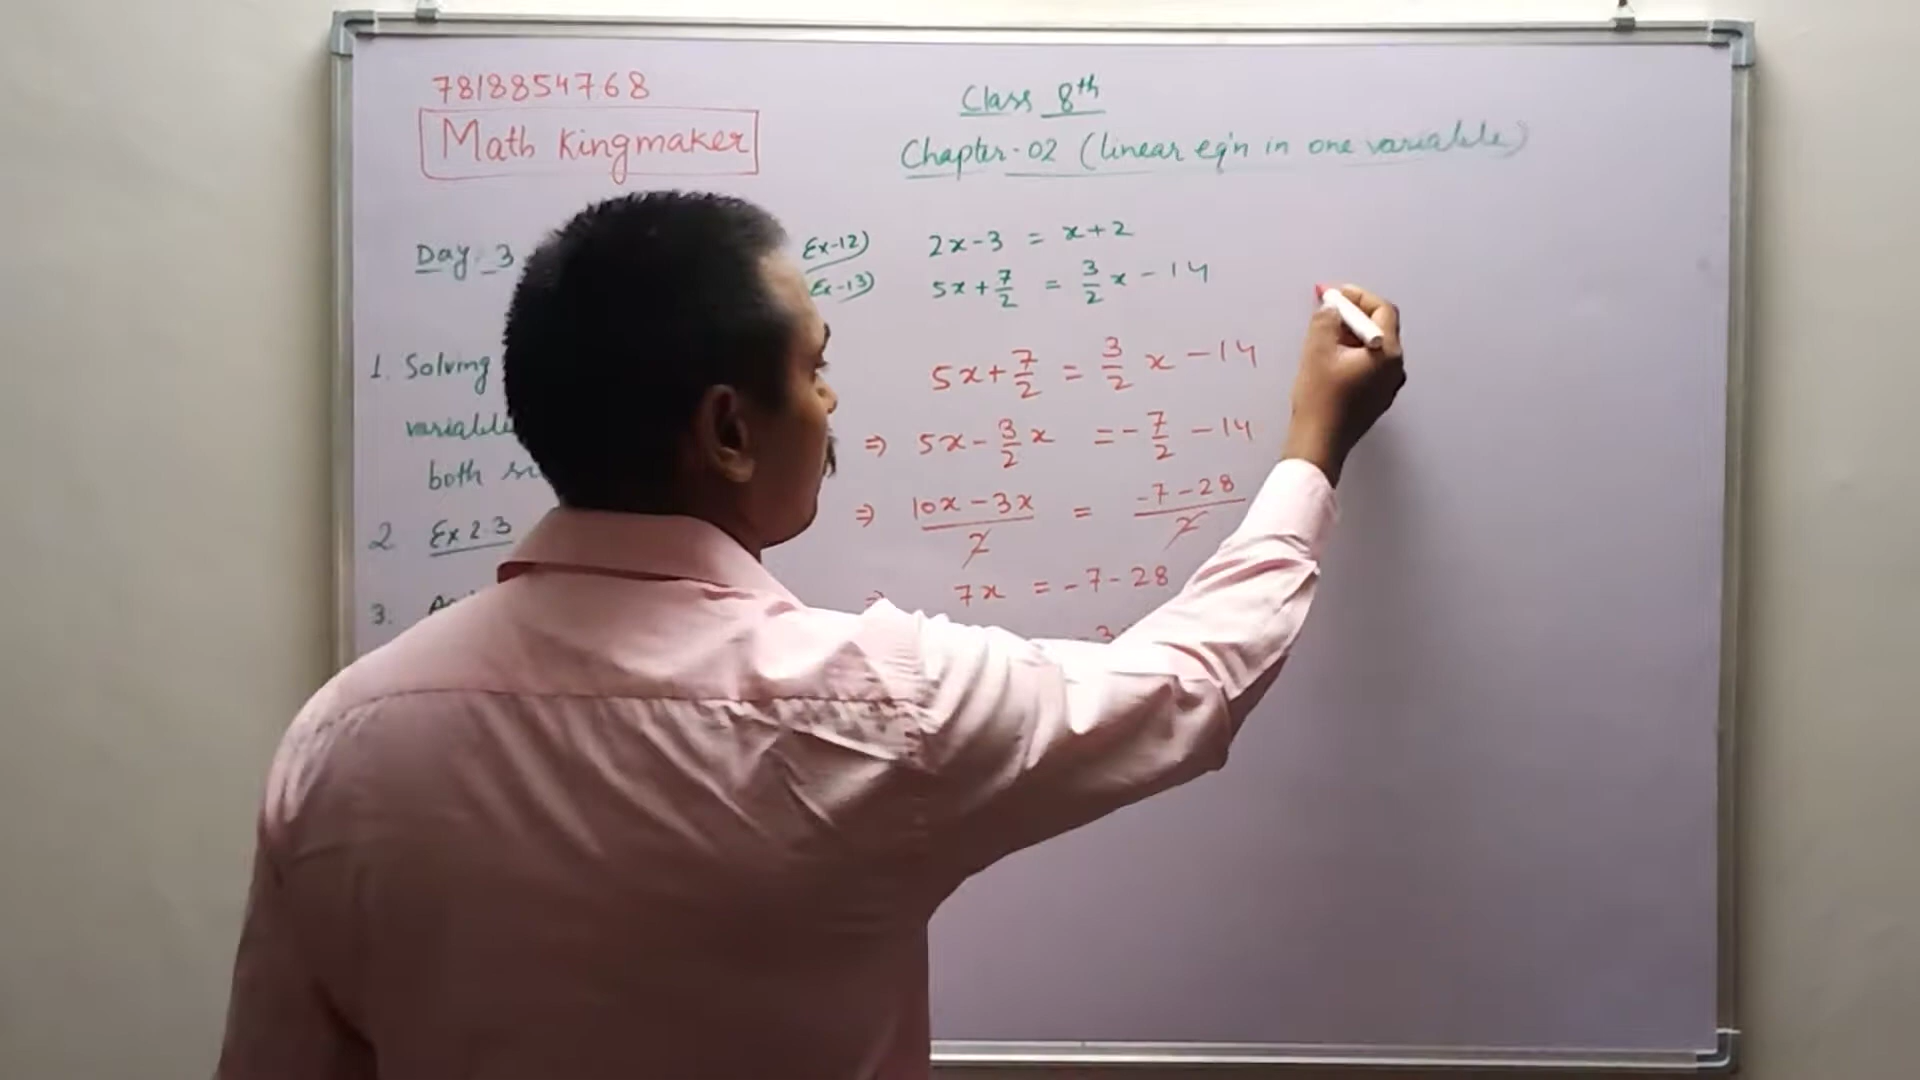 7818854768
Math Kingmaker
Class 8th
Chapter-02 (linear eq'n in one variable)
Day-3
Ex-12) 2x-3 = x+2
Ex-13) 5x+7/2 = 3/2 x-14
1. Solving
variable
both
2. Ex 2.3
3.
5x+7/2 = 3/2 x-14
⇒ 5x-3/2 x = -7/2-14
⇒ (10x-3x)/2 = (-7-28)/2
⇒ 7x = -7-28